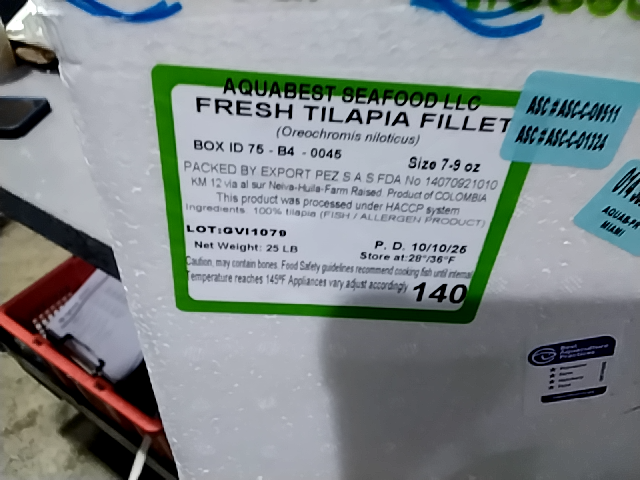 AQUABEST SEAFOOD LLC
FRESH TILAPIA FILLET
(Oreochromis niloticus)
BOX ID 75 - B4 - 0045
Size 7-9 oz
PACKED BY EXPORT PEZ S A S FDA No 14070921010
KM 12 via al sur Neiva-Huila-Farm Raised. Product of COLOMBIA
This product was processed under HACCP system
Ingredients: 100% tilapia (FISH / ALLERGEN PRODUCT)
LOT:GVI1079
Net Weight: 25 LB
P. D. 10/10/25
Store at:28°/36°F
Caution, may contain bones. Food Safety guidelines recommend cooking fish until internal
Temperature reaches 145°F Appliances vary adjust accordingly
140
ASC # ASC-C-00511
ASC # ASC-C-01324
MIAMI
Best
Aquaculture
Practices